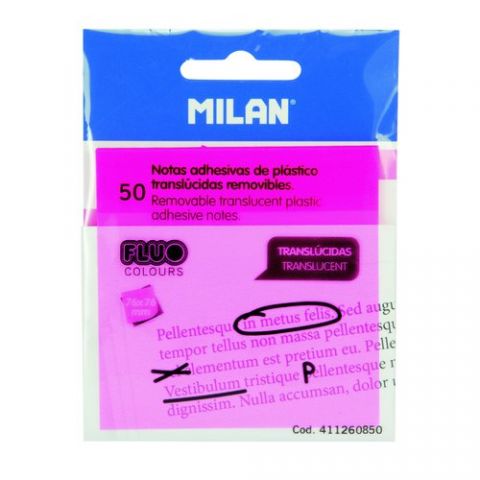 MILAN®
50
Notas adhesivas de plástico
translúcidas removibles.
Removable translucent plastic
adhesive notes.
FLUO
COLOURS
TRANSLÚCIDAS
TRANSLUCENT
76x76
mm
Pellentesque in metus felis. Sed augu
tempor tellus non massa pellentesqu
elementum est pretium eu. Pellen
Vestibulum tristique P pellentesque r
dignissim. Nulla accumsan, dolor u
Cod. 411260850